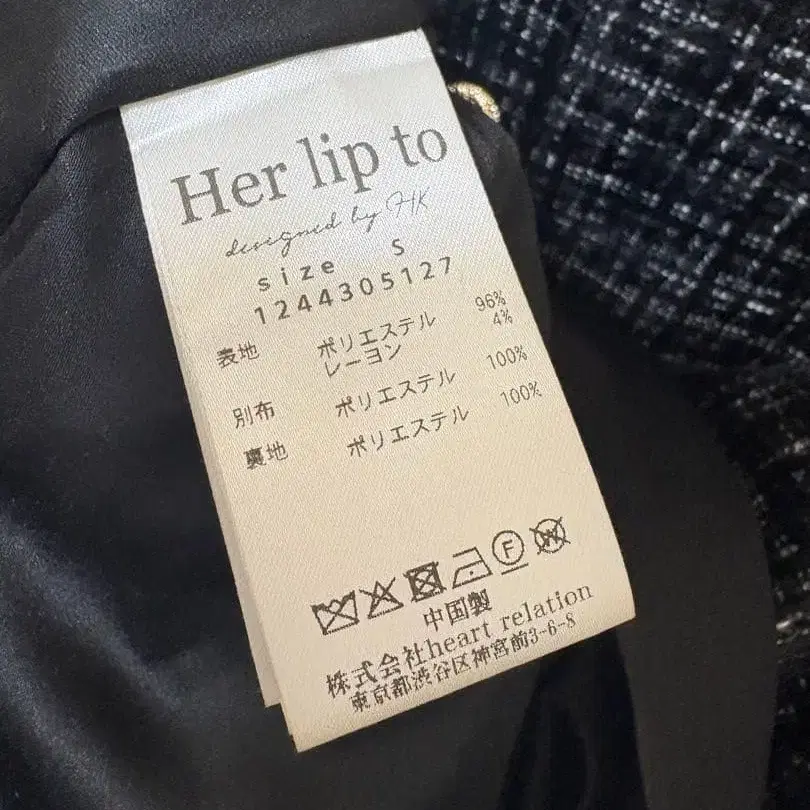 Her lip to
designed by HK
size S
1244305127
表地 ポリエステル 96%
レーヨン 4%
別布 ポリエステル 100%
裏地 ポリエステル 100%
F W
中国製
株式会社heart relation
東京都渋谷区神宮前3-6-8